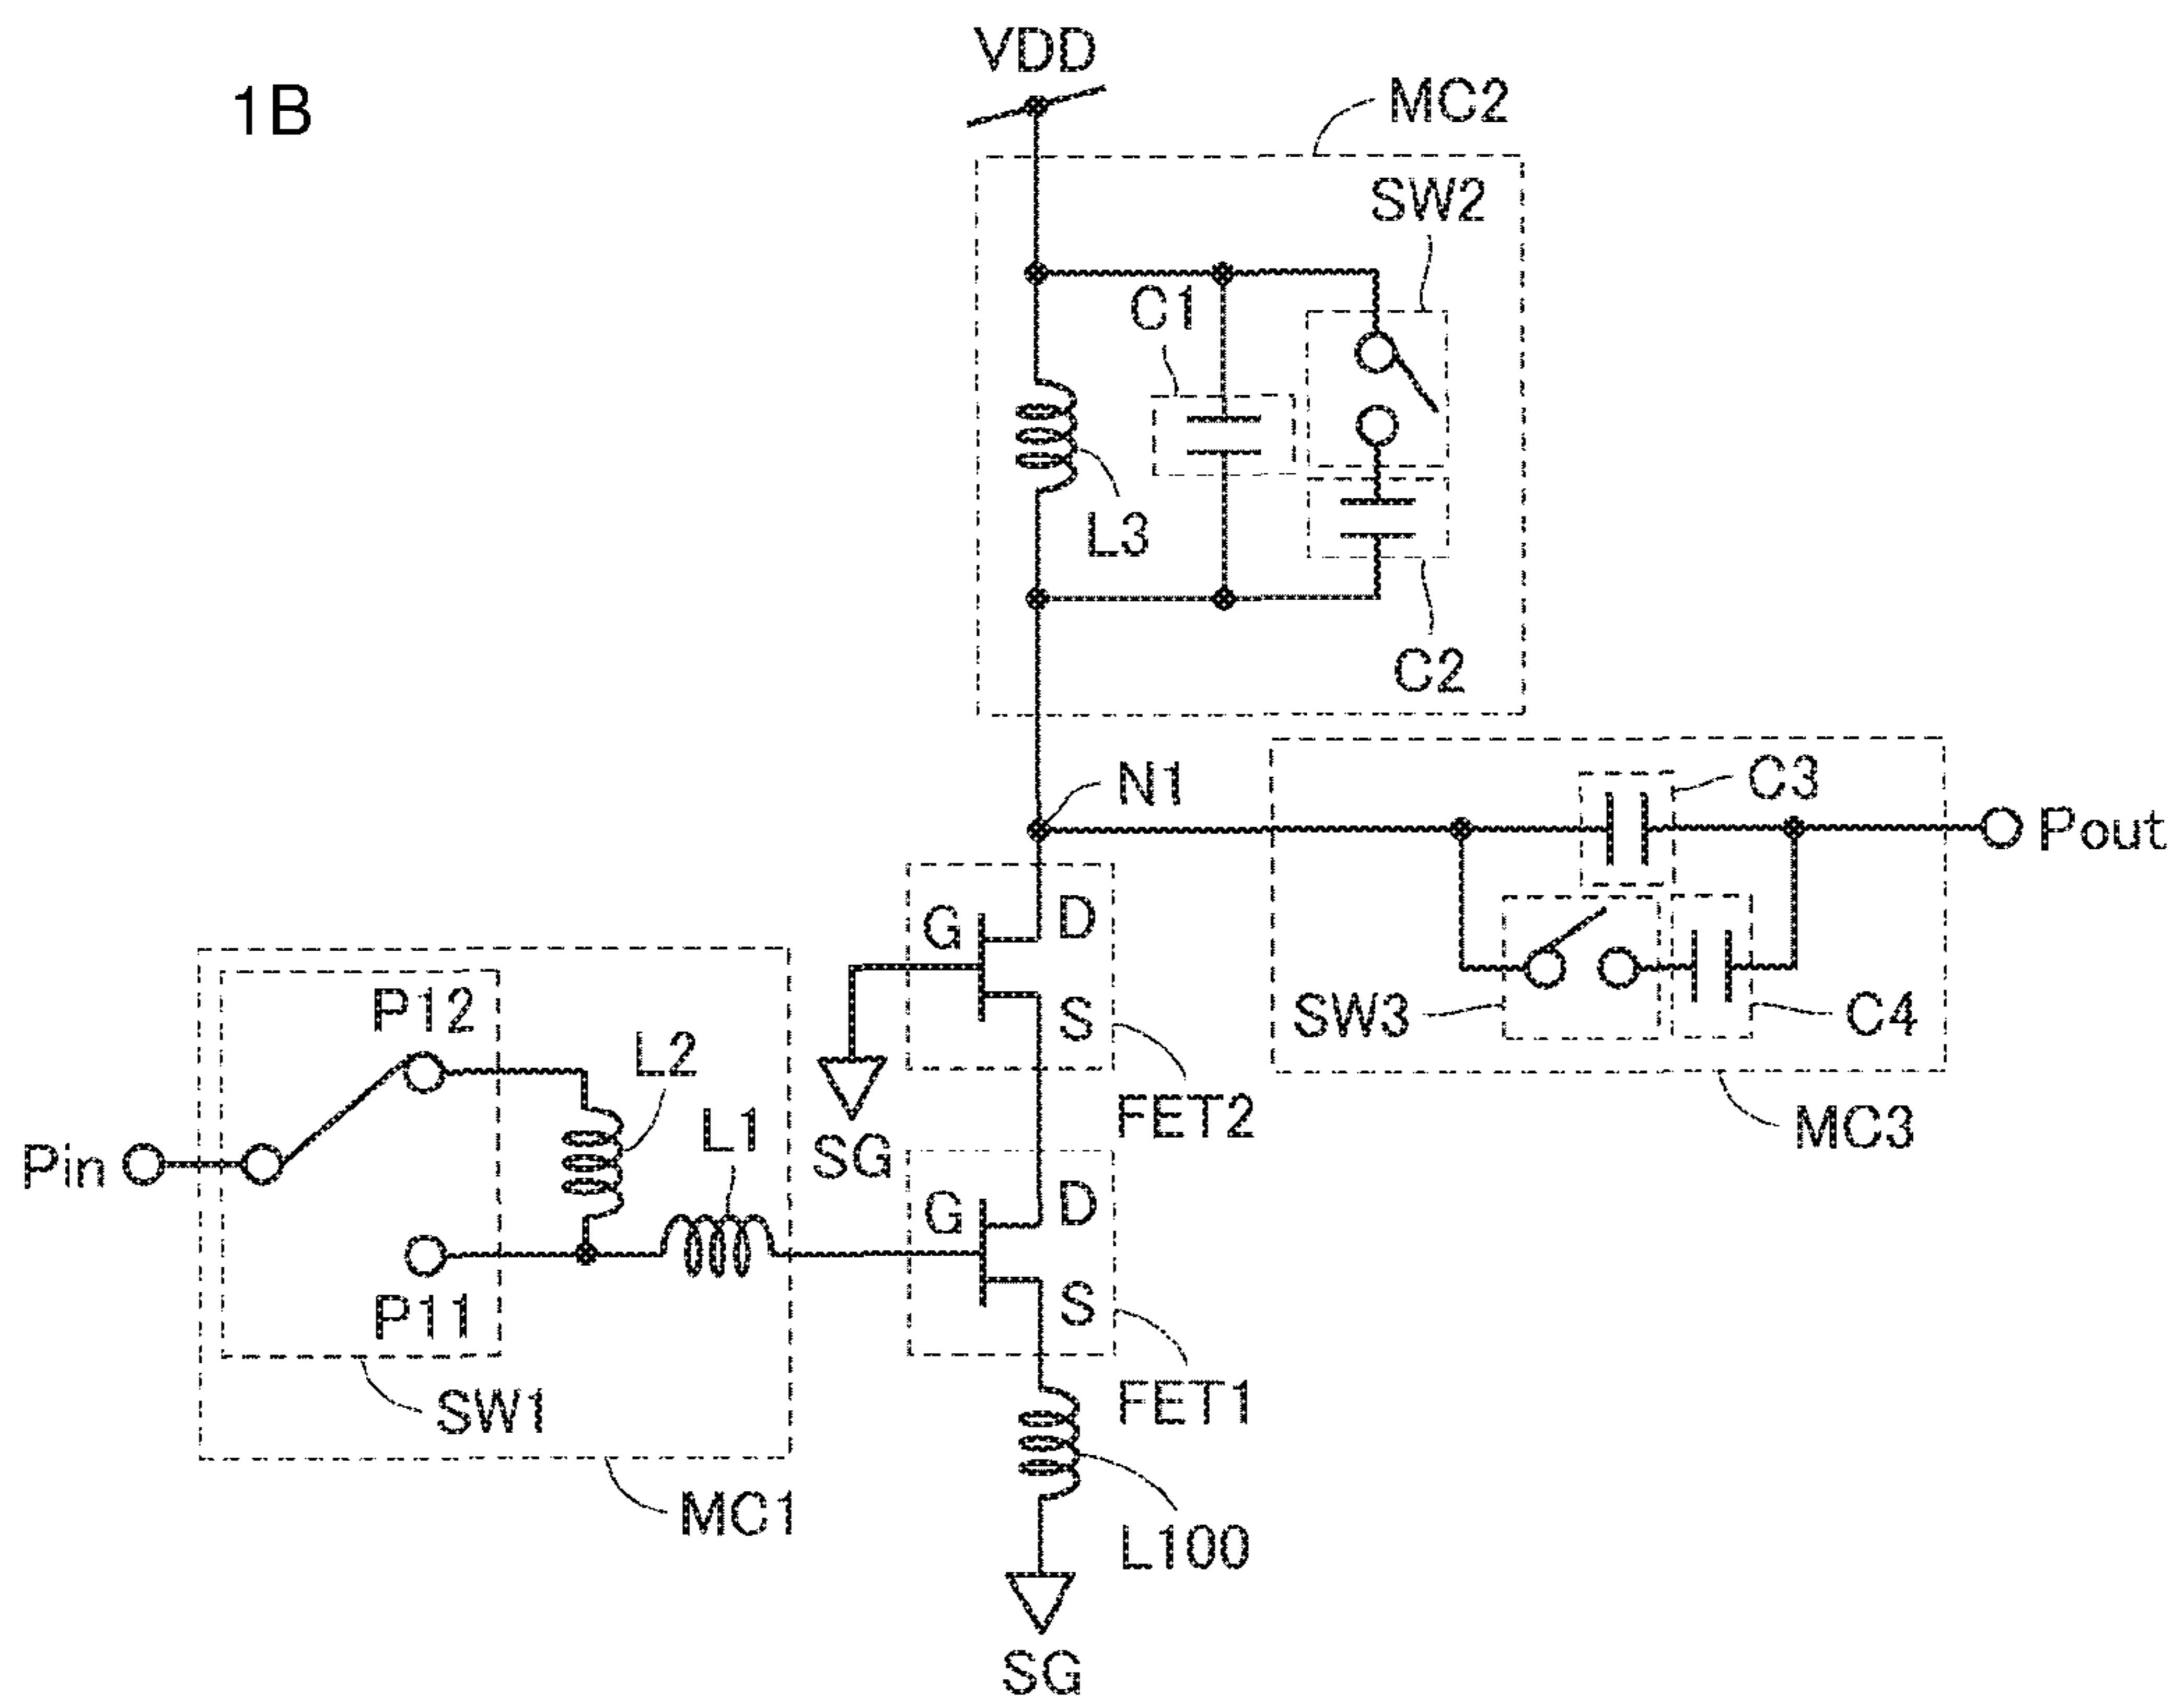 VDD
1B
MC2
SW2
C1
L3
C2
N1
C3
Pout
G
D
S
SW3
C4
P12
L2
FET2
MC3
L1
Pin
SG
G
D
P11
S
SW1
FET1
MC1
L100
SG